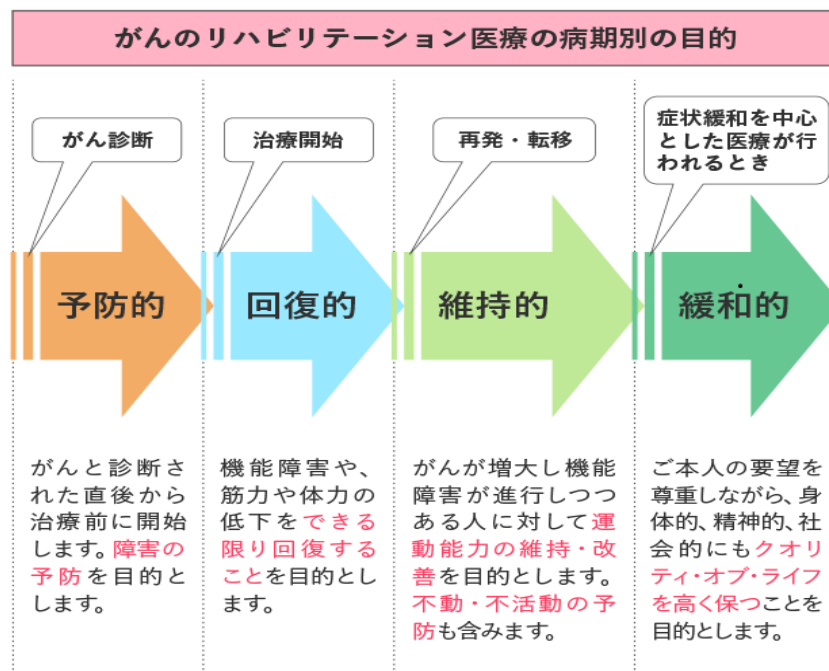 がんのリハビリテーション医療の病期別の目的
がん診断
治療開始
再発・転移
症状緩和を中心
とした医療が行
われるとき
予防的
回復的
維持的
緩和的
がんと診断さ
れた直後から
治療前に開始
します。障害の
予防を目的と
します。
機能障害や、
筋力や体力の
低下をできる
限り回復する
ことを目的とし
ます。
がんが増大し機能
障害が進行しつつ
ある人に対して運
動能力の維持・改
善を目的とします。
不動・不活動の予
防も含みます。
ご本人の要望を
尊重しながら、身
体的、精神的、社
会的にもクオリ
ティ・オブ・ライフ
を高く保つことを
目的とします。